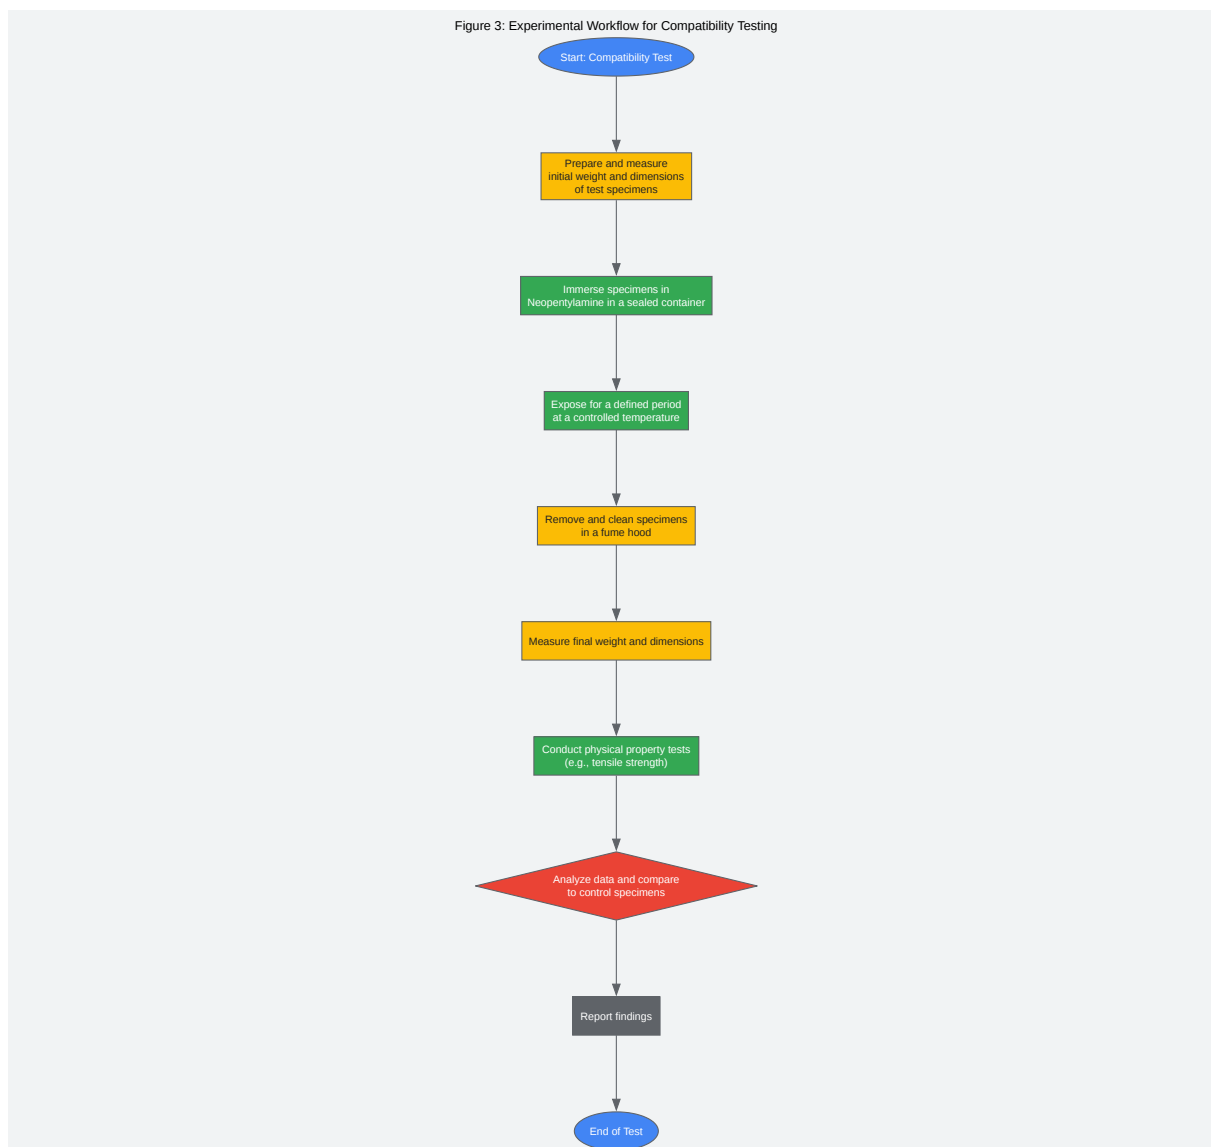 Figure 3: Experimental Workflow for Compatibility Testing
Start: Compatibility Test
Prepare and measure
initial weight and dimensions
of test specimens
Immerse specimens in
Neopentylamine in a sealed container
Expose for a defined period
at a controlled temperature
Remove and clean specimens
in a fume hood
Measure final weight and dimensions
Conduct physical property tests
(e.g., tensile strength)
Analyze data and compare
to control specimens
Report findings
End of Test